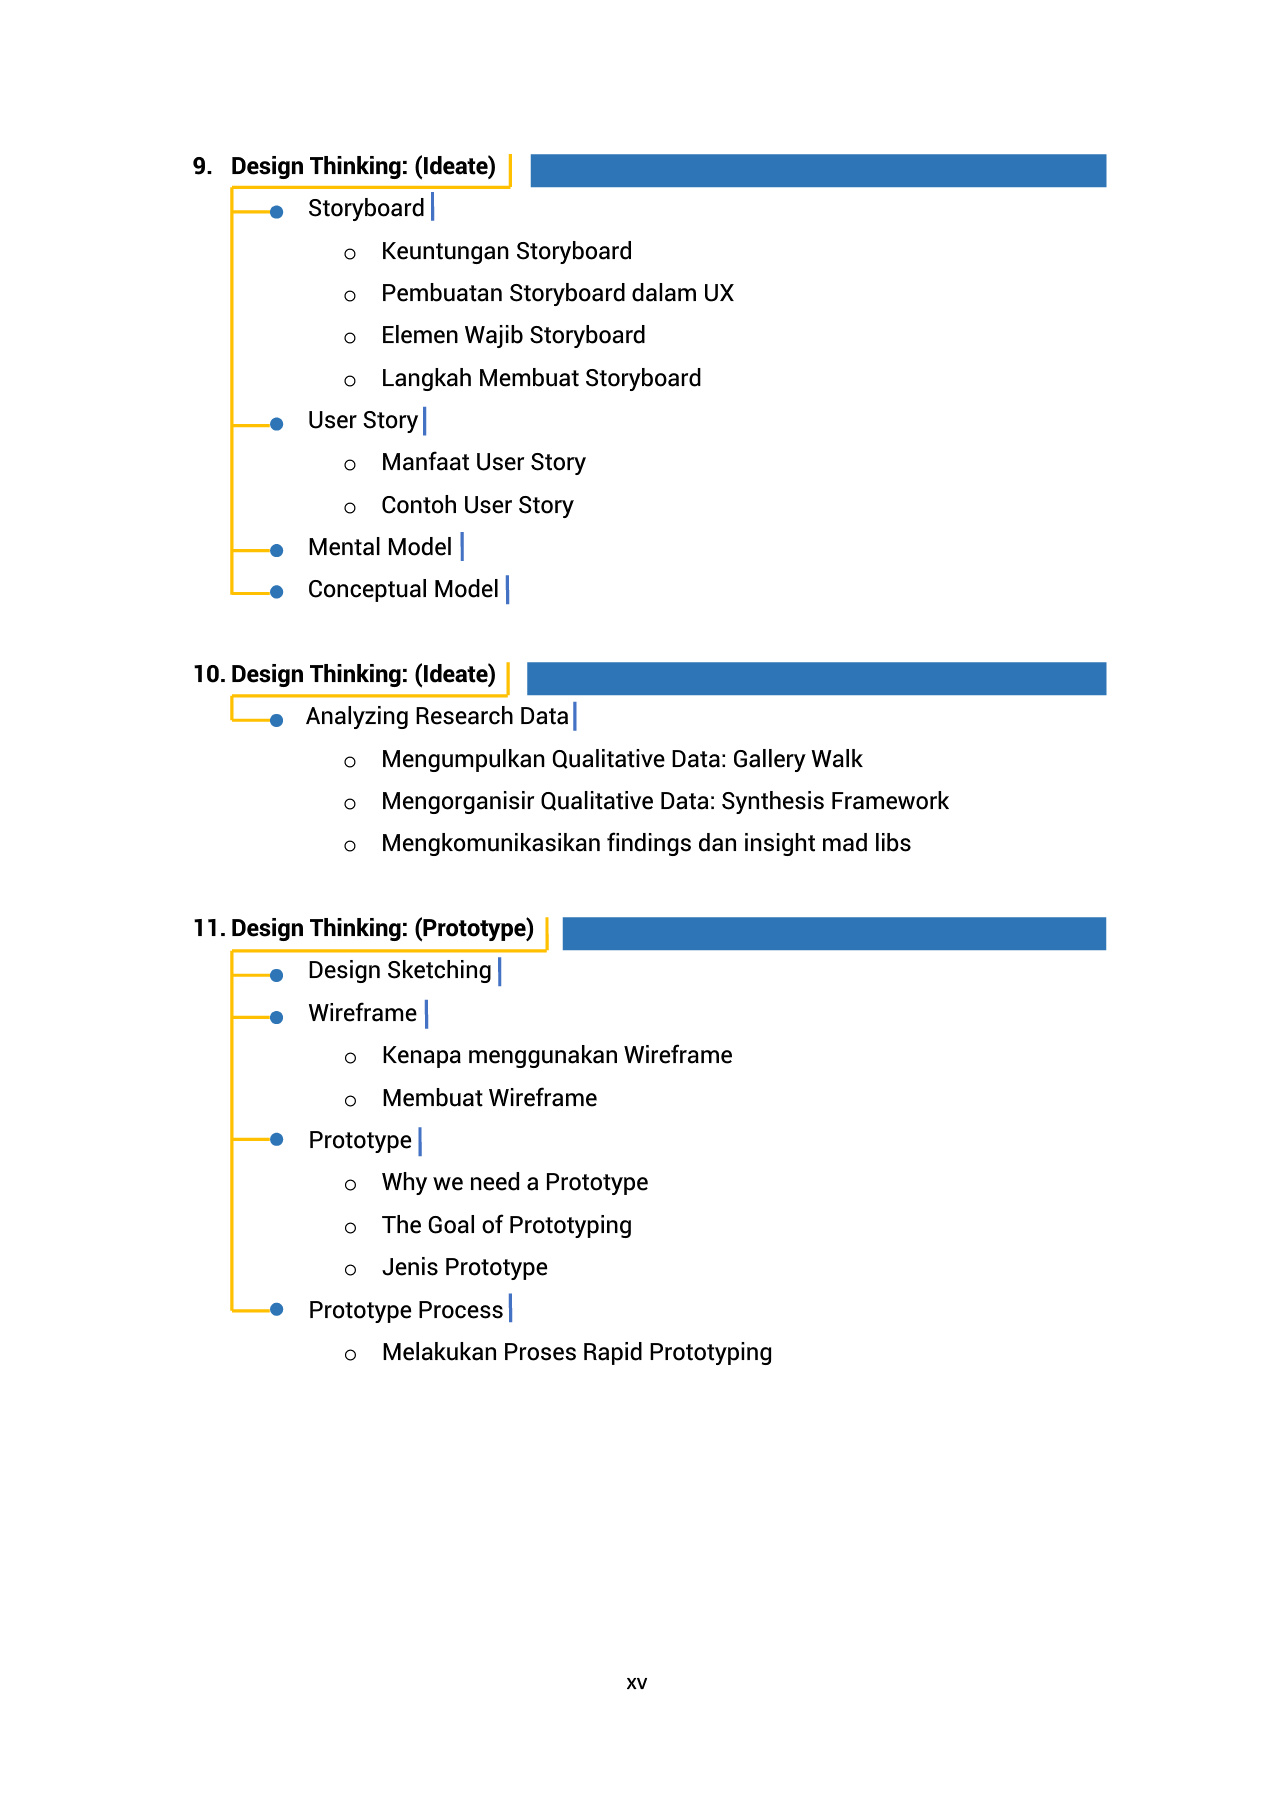 9. Design Thinking: (Ideate)
Storyboard
o Keuntungan Storyboard
o Pembuatan Storyboard dalam UX
o Elemen Wajib Storyboard
o Langkah Membuat Storyboard
User Story
o Manfaat User Story
o Contoh User Story
Mental Model
Conceptual Model
10. Design Thinking: (Ideate)
Analyzing Research Data
o Mengumpulkan Qualitative Data: Gallery Walk
o Mengorganisir Qualitative Data: Synthesis Framework
o Mengkomunikasikan findings dan insight mad libs
11. Design Thinking: (Prototype)
Design Sketching
Wireframe
o Kenapa menggunakan Wireframe
o Membuat Wireframe
Prototype
o Why we need a Prototype
o The Goal of Prototyping
o Jenis Prototype
Prototype Process
o Melakukan Proses Rapid Prototyping
xv